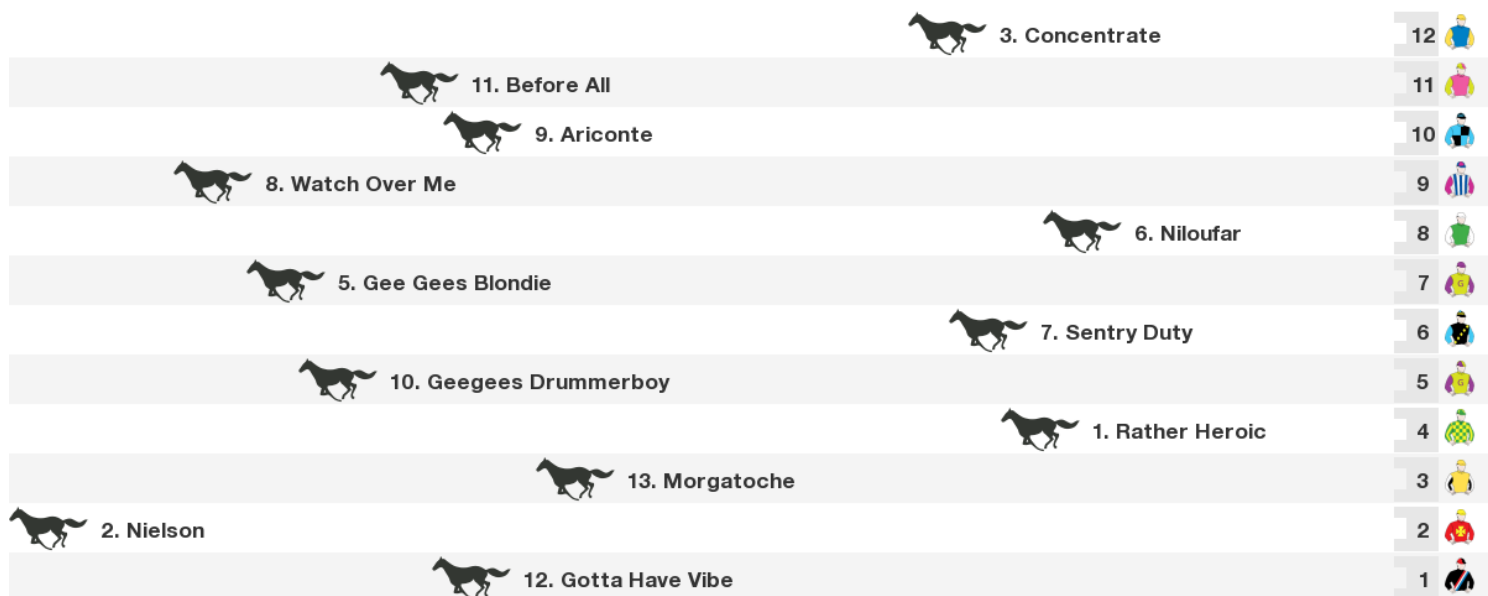 3. Concentrate 12
11. Before All 11
9. Ariconte 10
8. Watch Over Me 9
6. Niloufar 8
5. Gee Gees Blondie 7 G
7. Sentry Duty 6
10. Geegees Drummerboy 5 G
1. Rather Heroic 4
13. Morgatoche 3
2. Nielson 2
12. Gotta Have Vibe 1